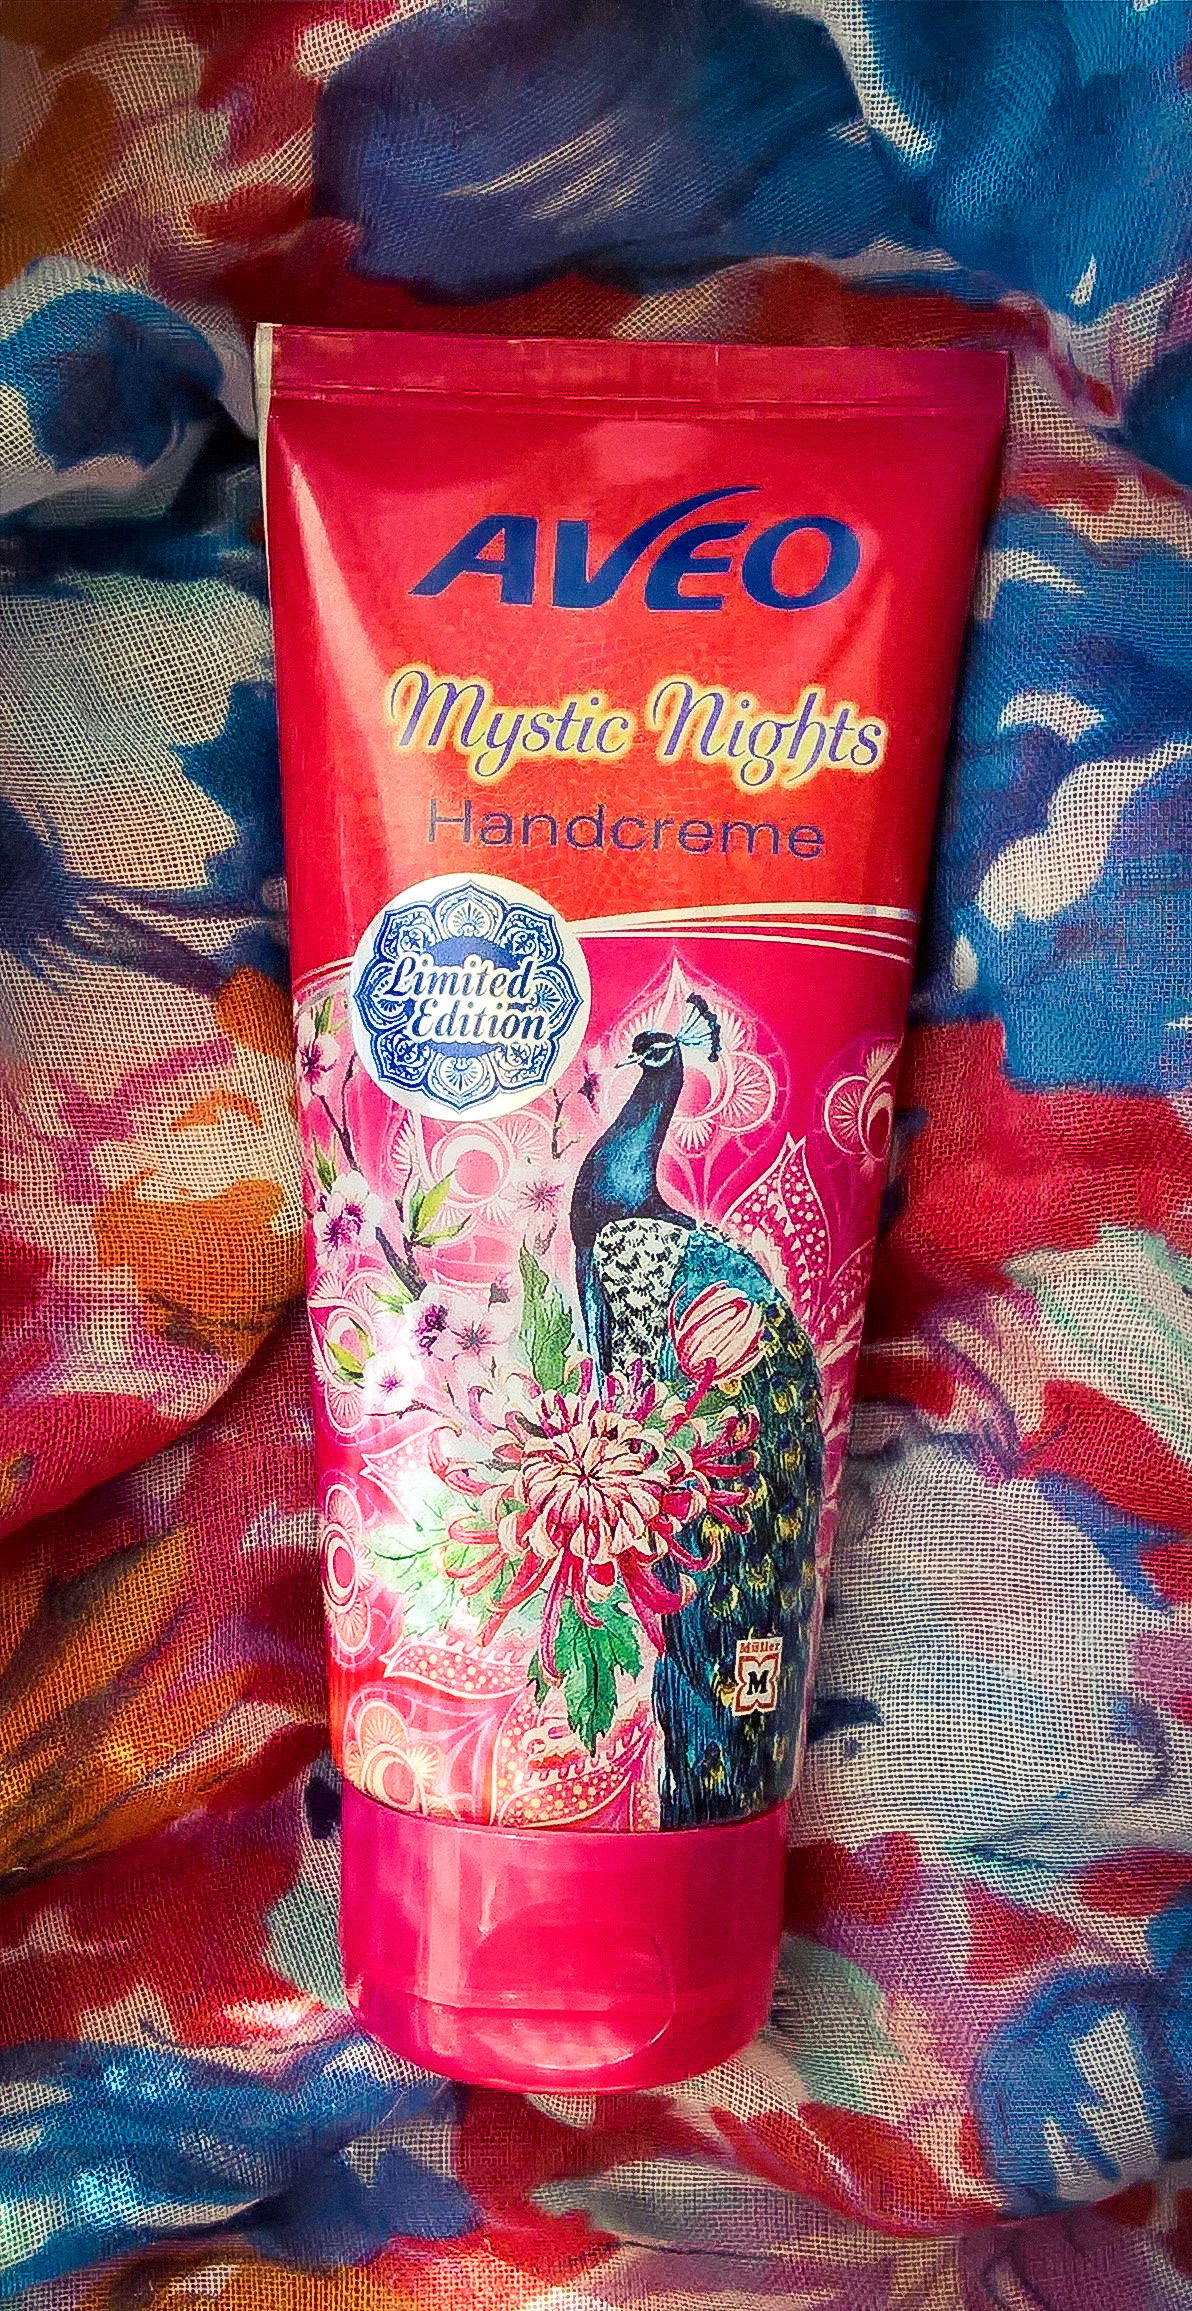 AVEO
Mystic Nights
Handcreme
Limited
Edition
Müller
M